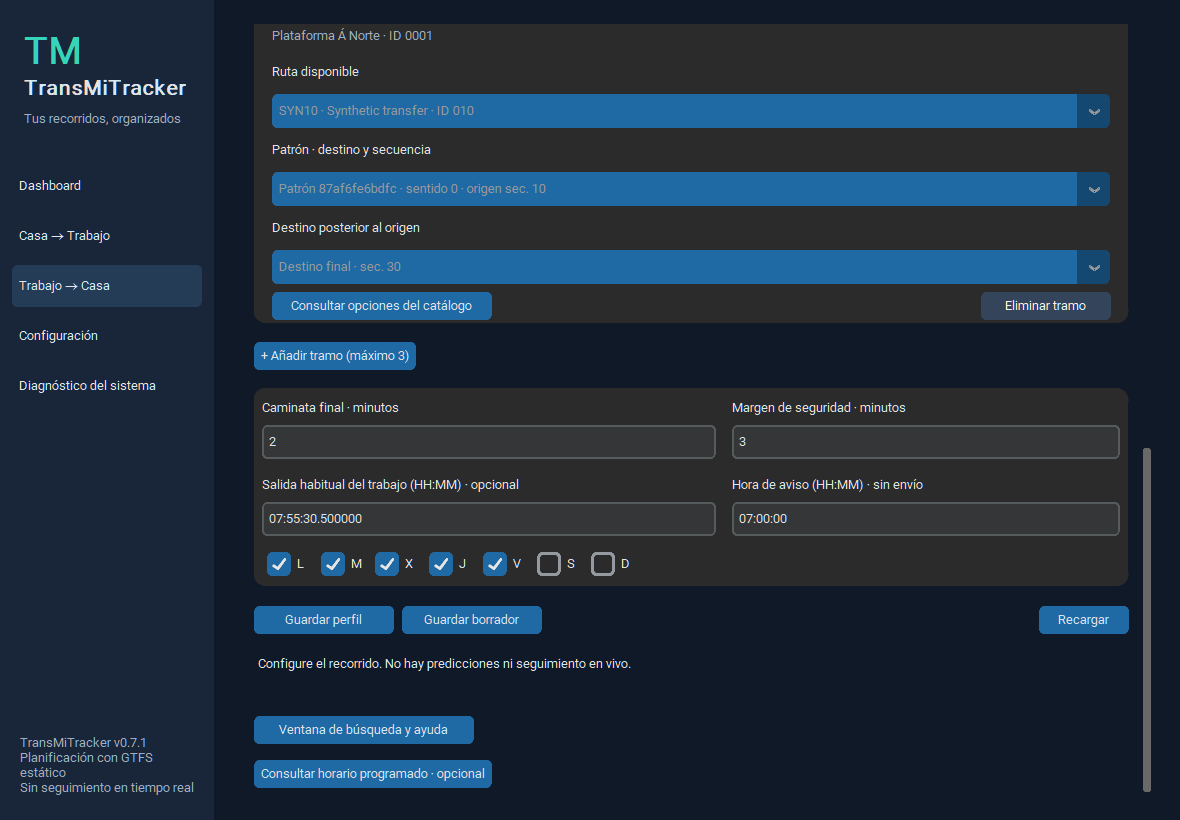 TM
TransMiTracker
Tus recorridos, organizados
Dashboard
Casa → Trabajo
Trabajo → Casa
Configuración
Diagnóstico del sistema
TransMiTracker v0.7.1
Planificación con GTFS
estático
Sin seguimiento en tiempo real
Plataforma Á Norte · ID 0001
Ruta disponible
SYN10 · Synthetic transfer · ID 010
Patrón · destino y secuencia
Patrón 87af6fe6bdfc · sentido 0 · origen sec. 10
Destino posterior al origen
Destino final · sec. 30
Consultar opciones del catálogo
Eliminar tramo
+ Añadir tramo (máximo 3)
Caminata final · minutos
Margen de seguridad · minutos
2
3
Salida habitual del trabajo (HH:MM) · opcional
Hora de aviso (HH:MM) · sin envío
07:55:30.500000
07:00:00
L M X J V S D
Guardar perfil
Guardar borrador
Recargar
Configure el recorrido. No hay predicciones ni seguimiento en vivo.
Ventana de búsqueda y ayuda
Consultar horario programado · opcional